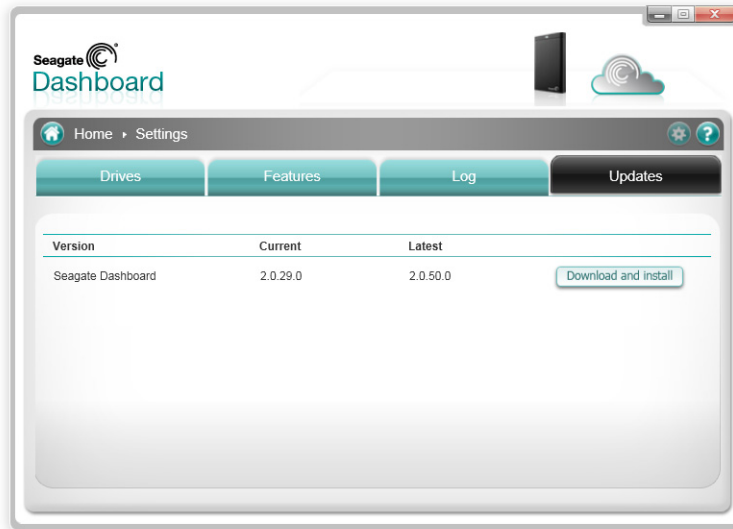 Seagate
Dashboard
Home ▸ Settings
?
Drives Features Log Updates
Version Current Latest
Seagate Dashboard 2.0.29.0 2.0.50.0 Download and install